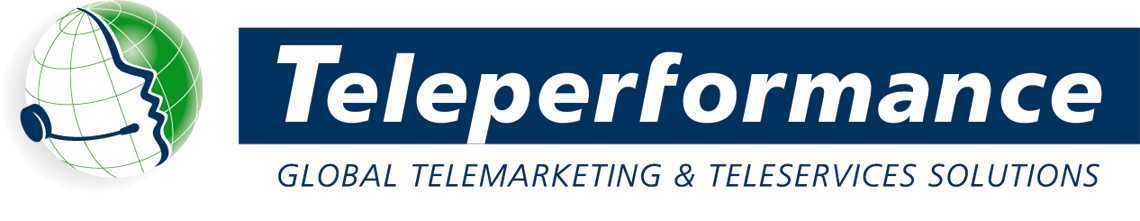 Teleperformance
GLOBAL TELEMARKETING & TELESERVICES SOLUTIONS